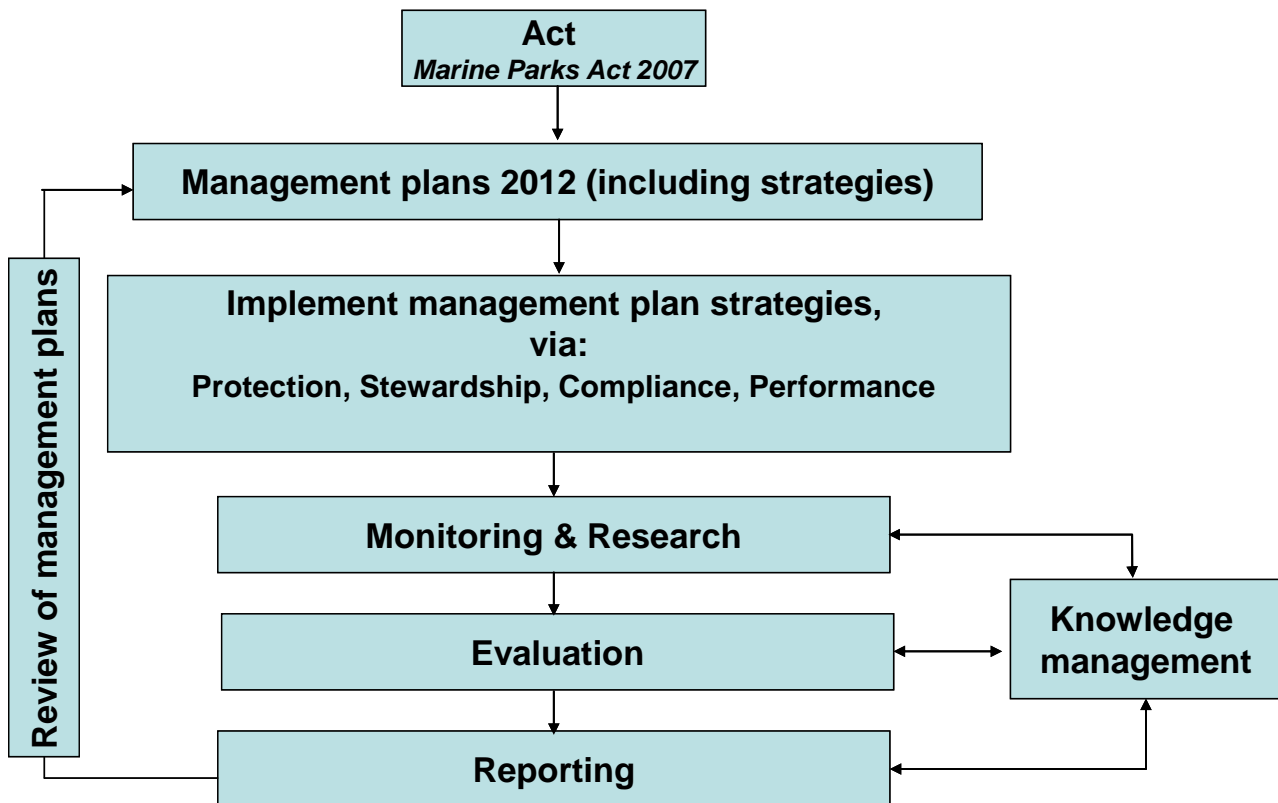 Act
Marine Parks Act 2007
Management plans 2012 (including strategies)
Implement management plan strategies,
via:
Protection, Stewardship, Compliance, Performance
Review of management plans
Monitoring & Research
Evaluation
Knowledge
management
Reporting